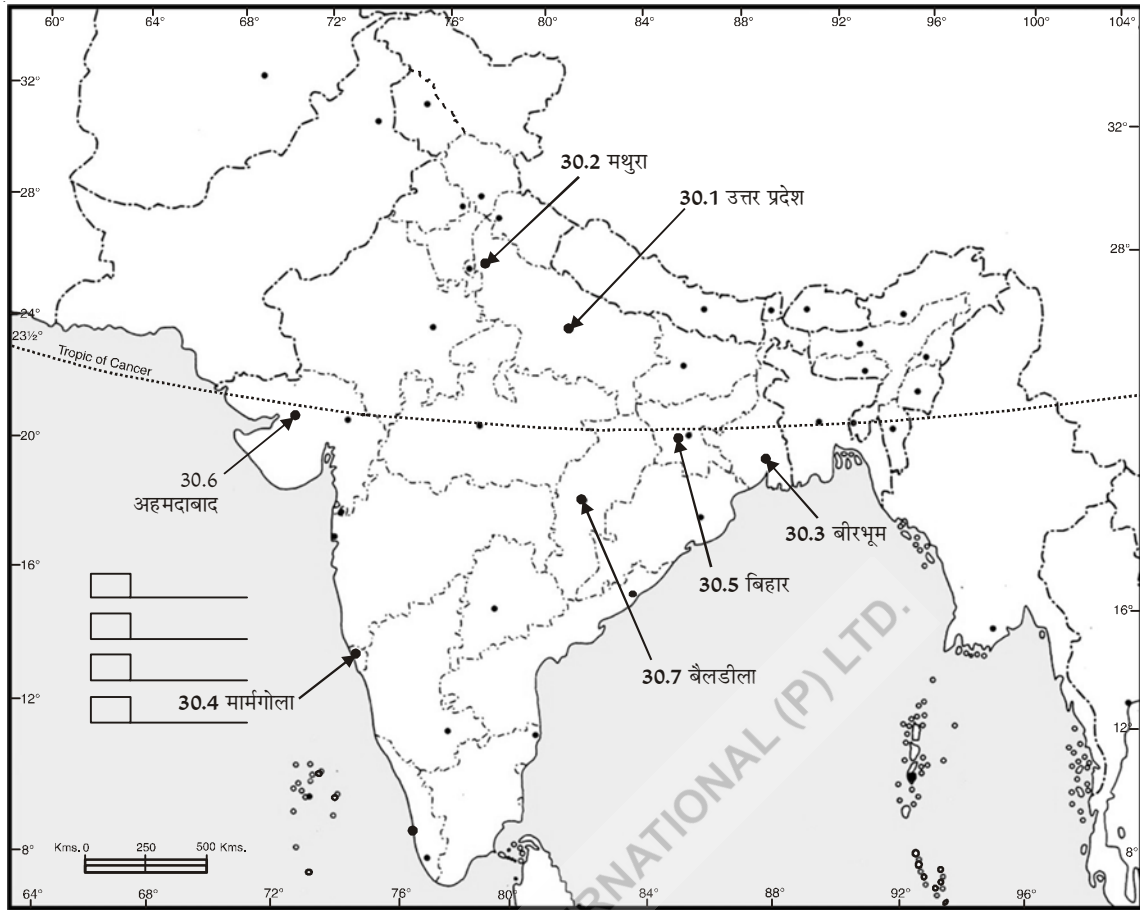 60° 64° 68° 72° 76° 80° 84° 88° 92° 96° 100° 104°
32°
32°
30.2 मथुरा
28°
30.1 उत्तर प्रदेश
28°
24°
23½°
Tropic of Cancer
20°
30.6
अहमदाबाद
30.3 बीरभूम
16°
30.5 बिहार
16°
30.7 बैलडीला
12°
30.4 मार्मगोला
12°
Kms. 0 250 500 Kms.
8°
8°
64° 68° 72° 76° 80° 84° 88° 92° 96°
ERNATIONAL (P) LTD.